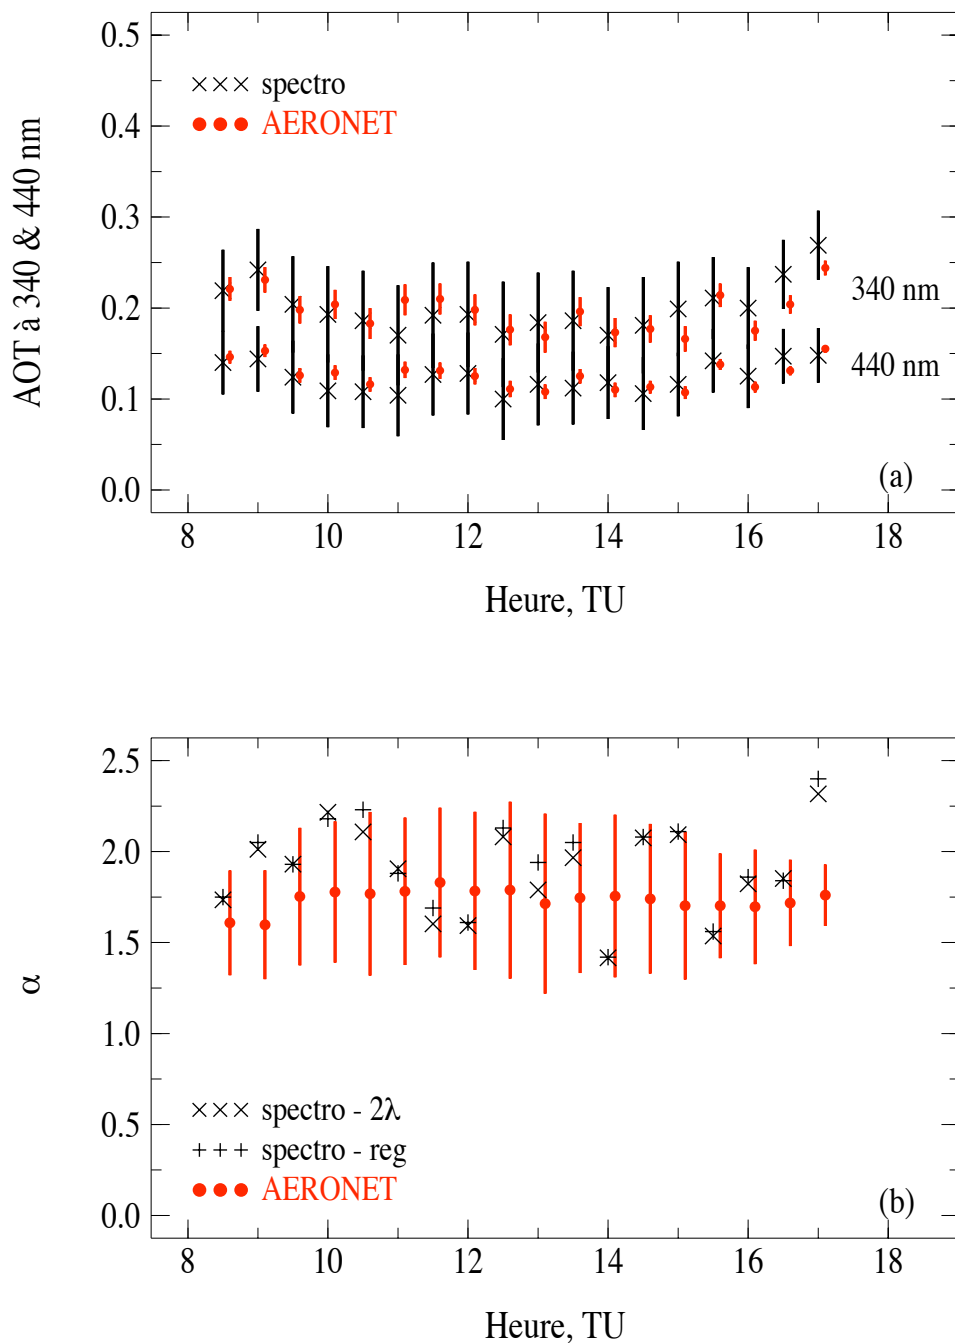 AOT à 340 & 440 nm
0.5
0.4
0.3
0.2
0.1
0.0
spectro
AERONET
340 nm
440 nm
(a)
8 10 12 14 16 18
Heure, TU
α
2.5
2.0
1.5
1.0
0.5
0.0
spectro - 2λ
spectro - reg
AERONET
(b)
8 10 12 14 16 18
Heure, TU